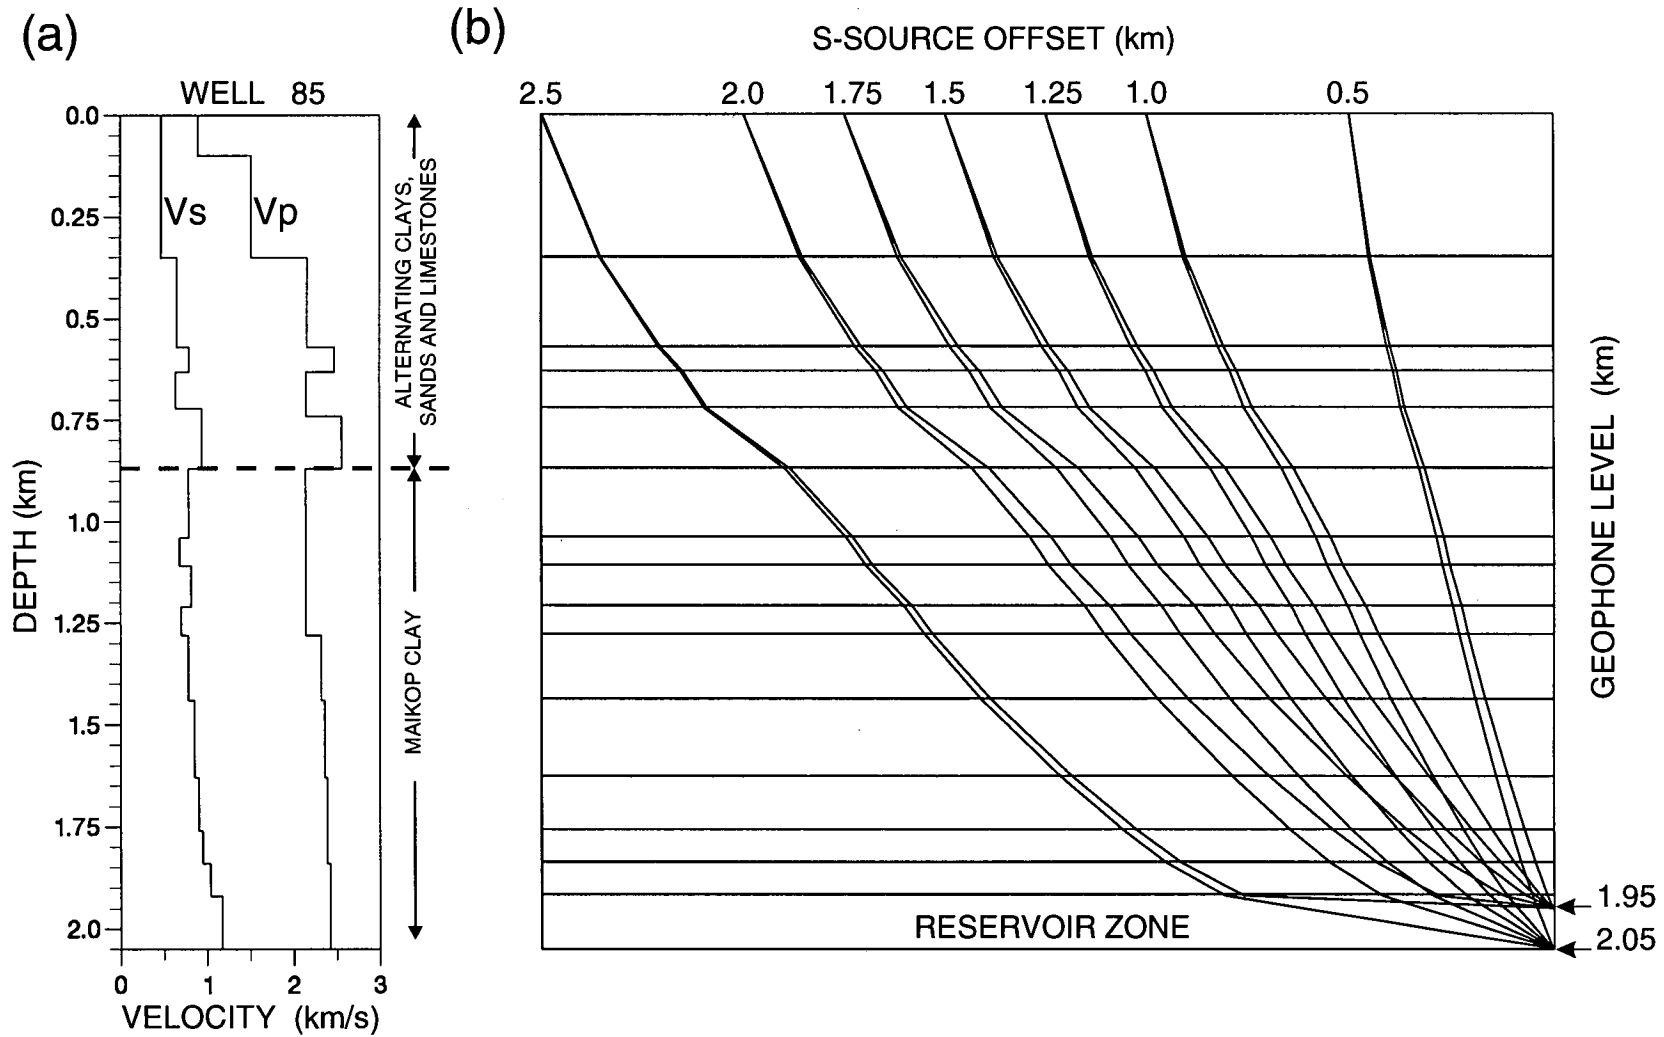 (a)
WELL 85
0.0
0.25
0.5
0.75
1.0
1.25
1.5
1.75
2.0
DEPTH (km)
Vs
Vp
0
1
2
3
VELOCITY (km/s)
ALTERNATING CLAYS,
SANDS AND LIMESTONES
MAIKOP CLAY
(b)
S-SOURCE OFFSET (km)
2.5
2.0
1.75
1.5
1.25
1.0
0.5
GEOPHONE LEVEL (km)
1.95
2.05
RESERVOIR ZONE